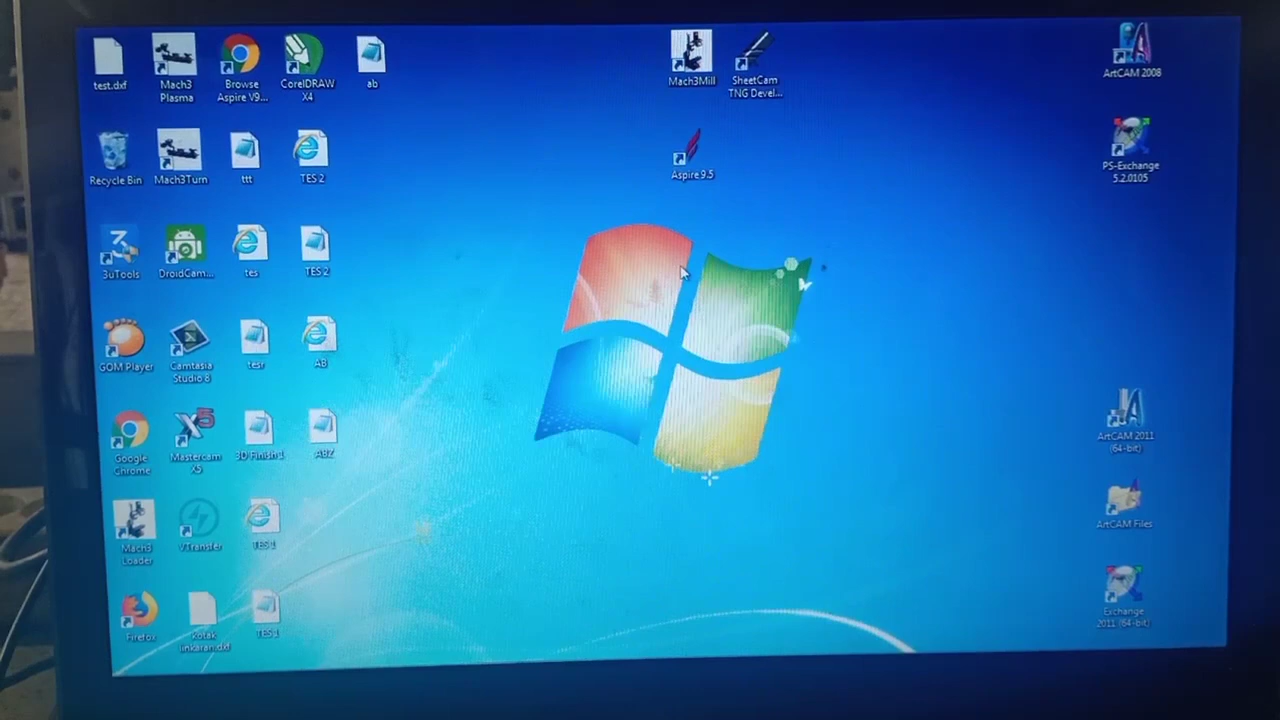 test.dxf
Mach3
Plasma
Browse
Aspire V9...
CorelDRAW
X4
ab
Mach3Mill
SheetCam
TNG Devel...
ArtCAM 2008
Recycle Bin
Mach3Turn
ttt
TES 2
Aspire 9.5
PS-Exchange
5.2.0105
3uTools
DroidCam...
tes
TES 2
GOM Player
Camtasia
Studio 8
tesr
AB
Google
Chrome
Mastercam
X5
3D Finish1
ABZ
ArtCAM 2011
(64-bit)
Mach3
Loader
VTransfer
TES 1
ArtCAM Files
Firefox
kotak
linkaran.dxf
TES 1
Exchange
2011 (64-bit)